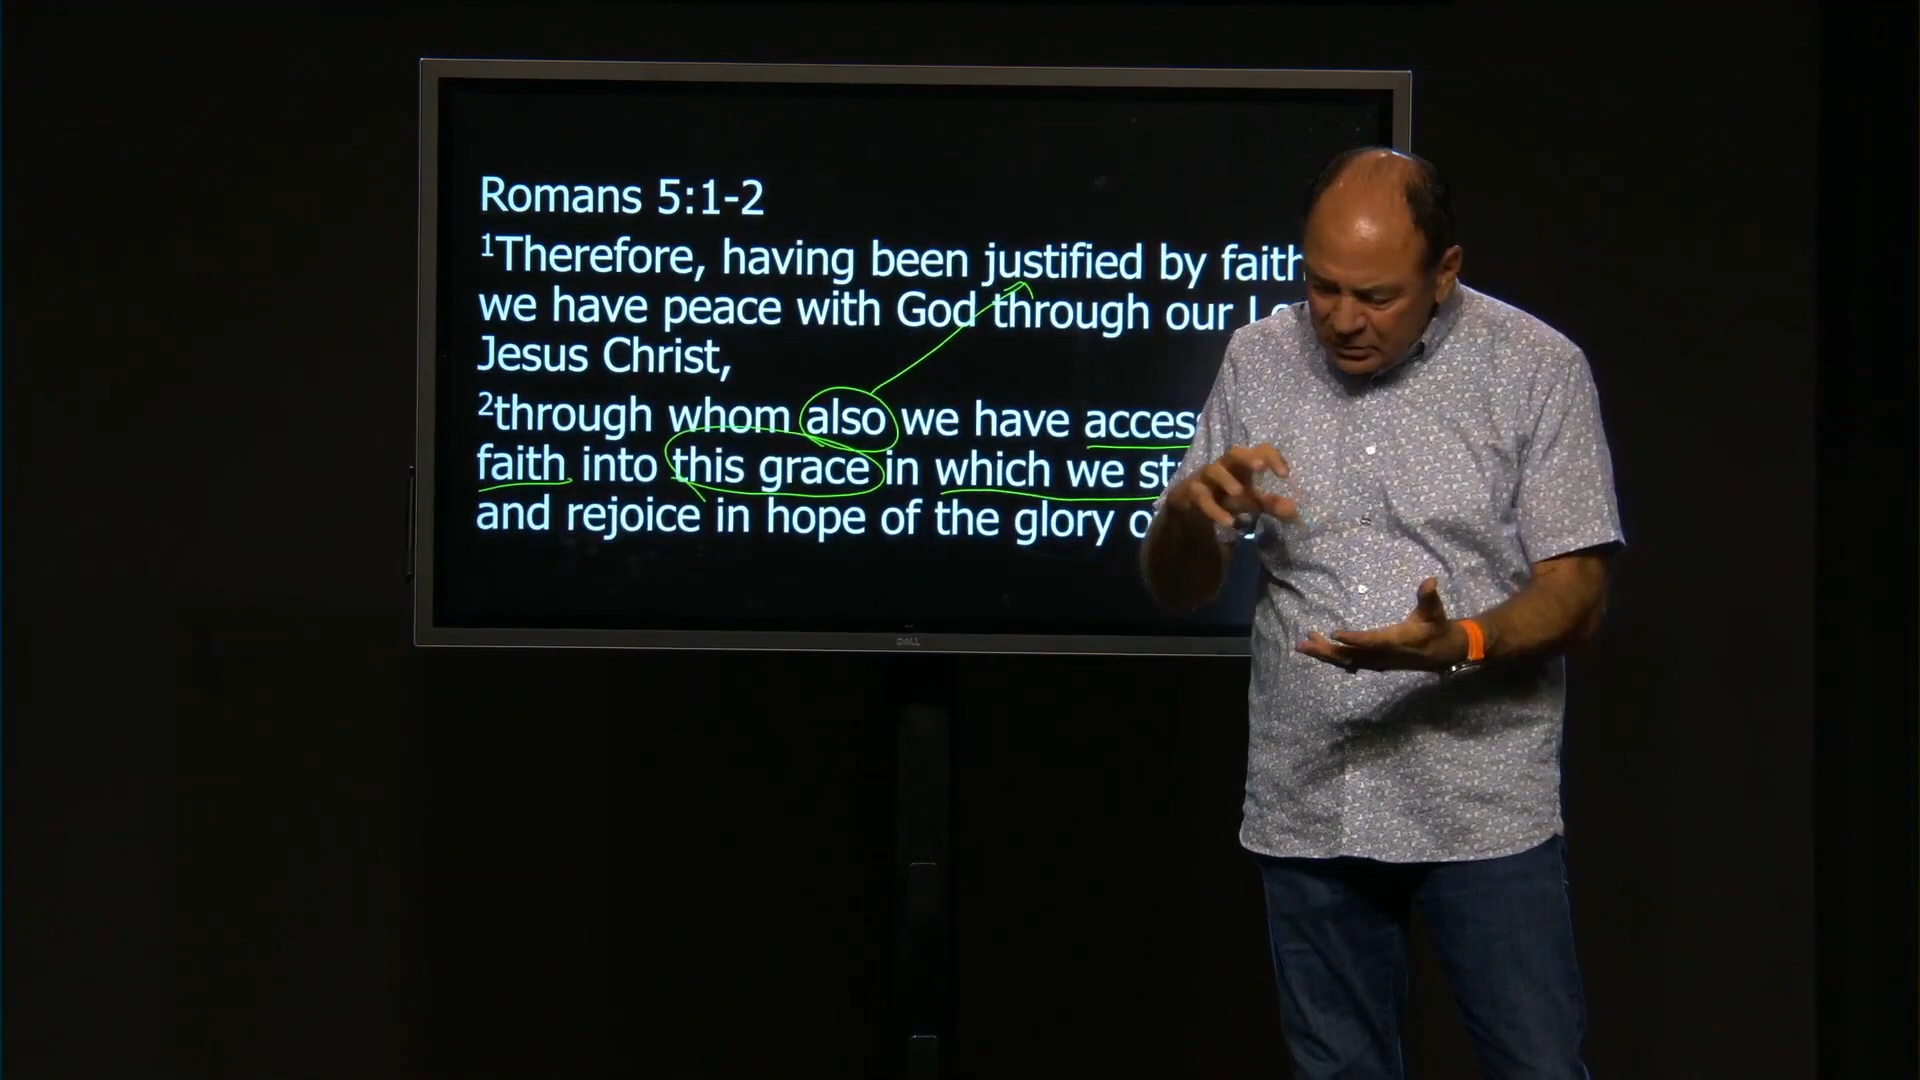 Romans 5:1-2
¹Therefore, having been justified by faith
we have peace with God through our
Jesus Christ,
²through whom also we have
faith into this grace in which we
and rejoice in hope of the glory
DELL